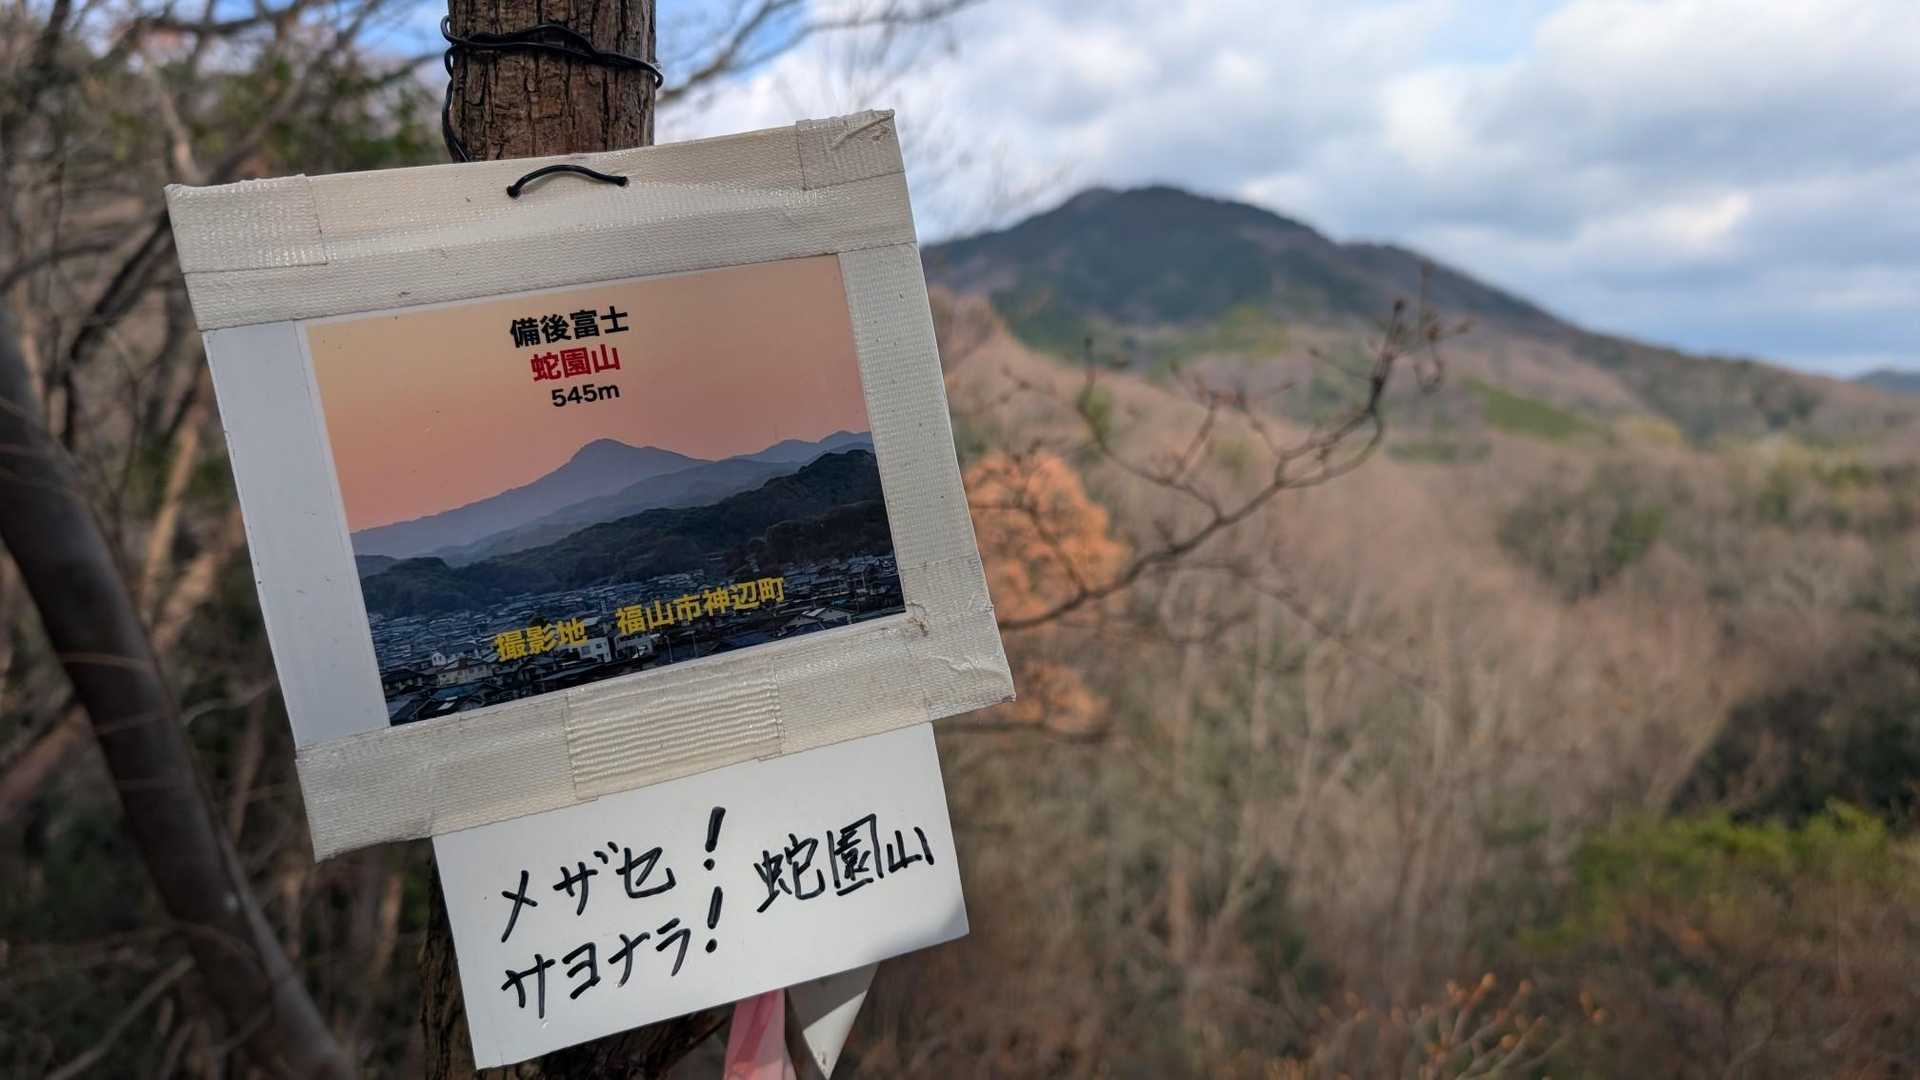 備後富士
蛇園山
545m
撮影地　福山市神辺町
メザセ！
サヨナラ！ 蛇園山